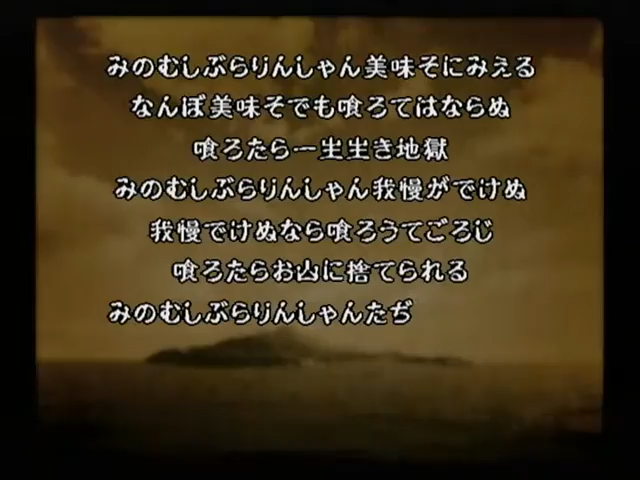 みのむしぶらりんしゃん美味そにみえる
なんぼ美味そでも喰ろてはならぬ
喰ろたら一生生き地獄
みのむしぶらりんしゃん我慢がでけぬ
我慢でけぬなら喰ろうてごろじ
喰ろたらお山に捨てられる
みのむしぶらりんしゃんたぢ